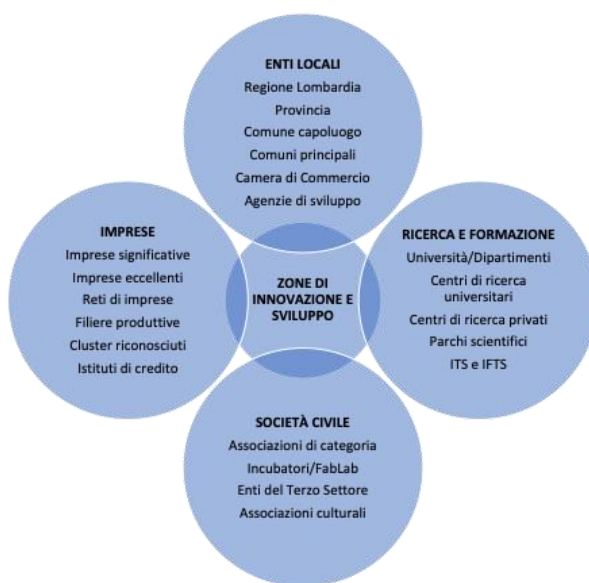 ENTI LOCALI
Regione Lombardia
Provincia
Comune capoluogo
Comuni principali
Camera di Commercio
Agenzie di sviluppo
IMPRESE
Imprese significative
Imprese eccellenti
Reti di imprese
Filiere produttive
Cluster riconosciuti
Istituti di credito
ZONE DI
INNOVAZIONE E
SVILUPPO
RICERCA E FORMAZIONE
Università/Dipartimenti
Centri di ricerca
universitari
Centri di ricerca privati
Parchi scientifici
ITS e IFTS
SOCIETÀ CIVILE
Associazioni di categoria
Incubatori/FabLab
Enti del Terzo Settore
Associazioni culturali